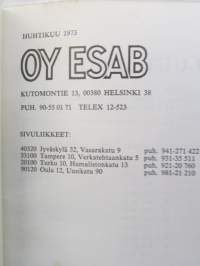 HUHTIKUU 1973
OY ESAB
KUTOMONTIE 13, 00380 HELSINKI 38
PUH. 90-55 01 71 TELEX 12-523
SIVULIIKKEET:
40320 Jyväskylä 32, Vasarakatu 9 puh. 941-271 422
33100 Tampere 10, Verkatehtaankatu 5 puh. 931-35 511
20100 Turku 10, Humalistonkatu 13 puh. 921-20 760
90120 Oulu 12, Uusikatu 90 puh. 981-21 210